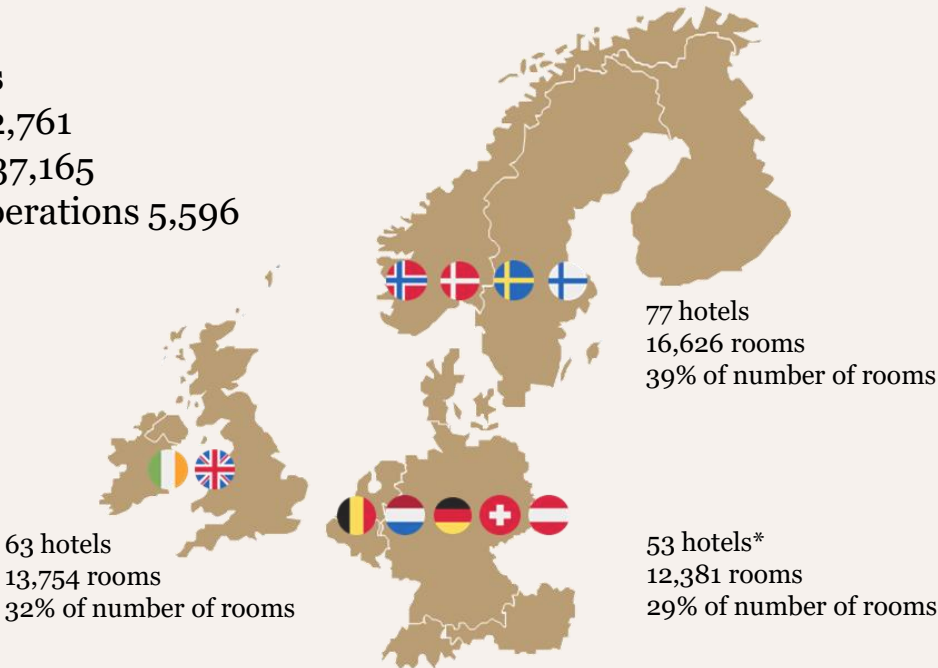 s
2,761
37,165
perations 5,596
77 hotels
16,626 rooms
39% of number of rooms
63 hotels
13,754 rooms
32% of number of rooms
53 hotels*
12,381 rooms
29% of number of rooms